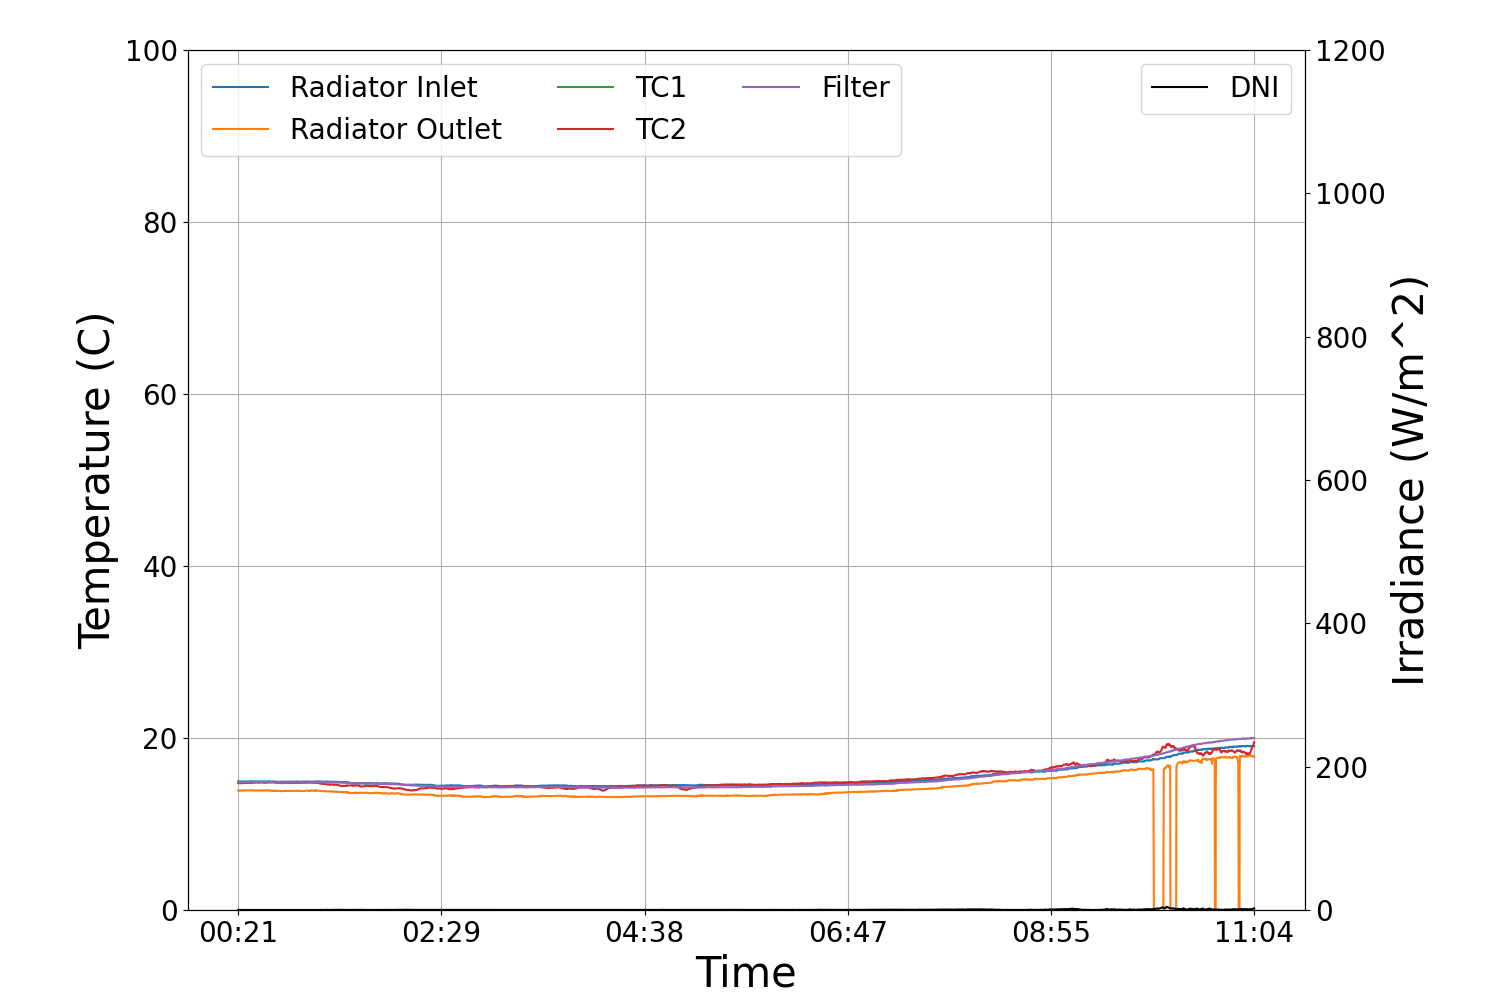 Radiator Inlet
Radiator Outlet
TC1
TC2
Filter
DNI
100
80
60
40
20
0
Temperature (C)
1200
1000
800
600
400
200
0
Irradiance (W/m^2)
00:21 02:29 04:38 06:47 08:55 11:04
Time